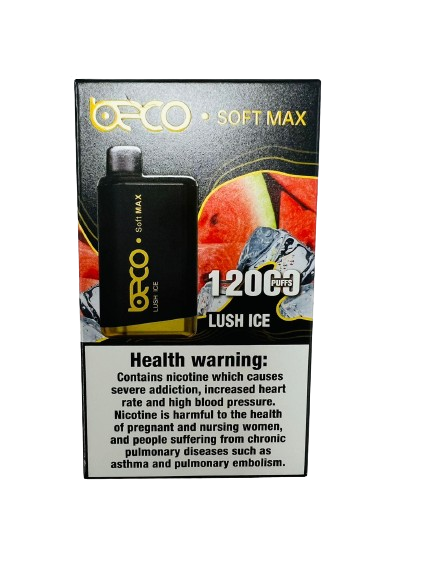 beco • SOFT MAX
beco • Soft MAX
LUSH ICE
12000 PUFFS
LUSH ICE
Health warning:
Contains nicotine which causes
severe addiction, increased heart
rate and high blood pressure.
Nicotine is harmful to the health
of pregnant and nursing women,
and people suffering from chronic
pulmonary diseases such as
asthma and pulmonary embolism.